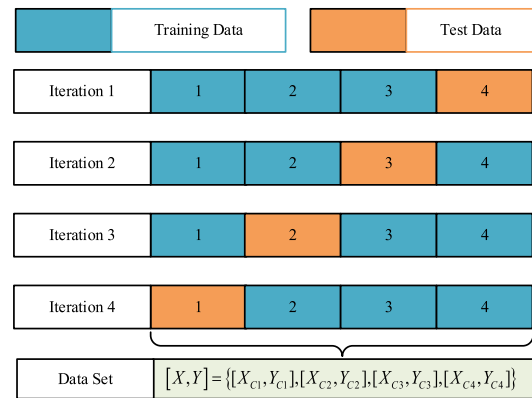 Training Data Test Data
Iteration 1 1 2 3 4
Iteration 2 1 2 3 4
Iteration 3 1 2 3 4
Iteration 4 1 2 3 4
Data Set [X,Y]={[X_{C1},Y_{C1}],[X_{C2},Y_{C2}],[X_{C3},Y_{C3}],[X_{C4},Y_{C4}]}